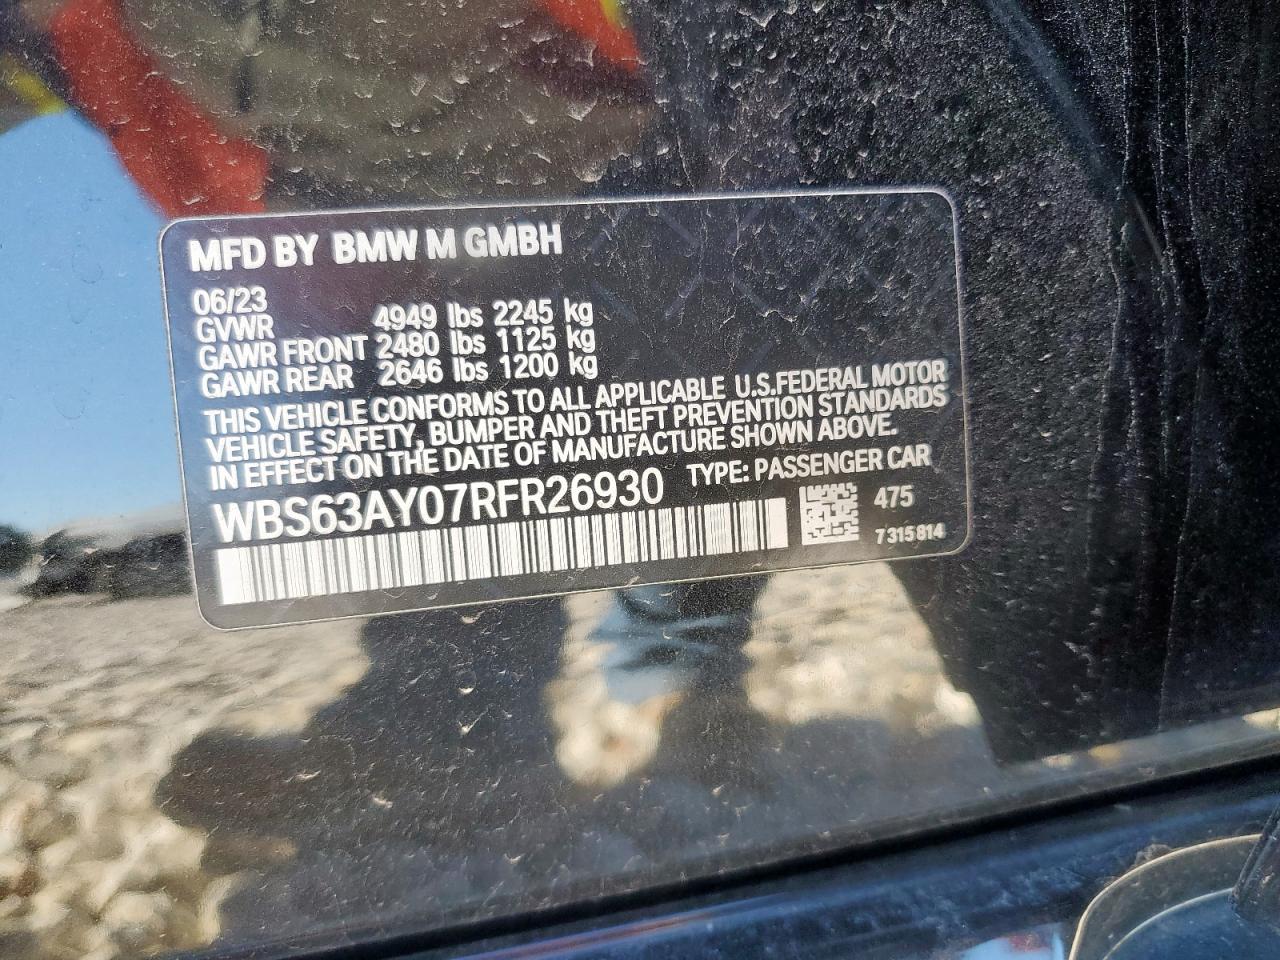 MFD BY BMW M GMBH
06/23
GVWR 4949 lbs 2245 kg
GAWR FRONT 2480 lbs 1125 kg
GAWR REAR 2646 lbs 1200 kg
THIS VEHICLE CONFORMS TO ALL APPLICABLE U.S.FEDERAL MOTOR
VEHICLE SAFETY, BUMPER AND THEFT PREVENTION STANDARDS
IN EFFECT ON THE DATE OF MANUFACTURE SHOWN ABOVE.
WBS63AY07RFR26930 TYPE: PASSENGER CAR
475
7315814